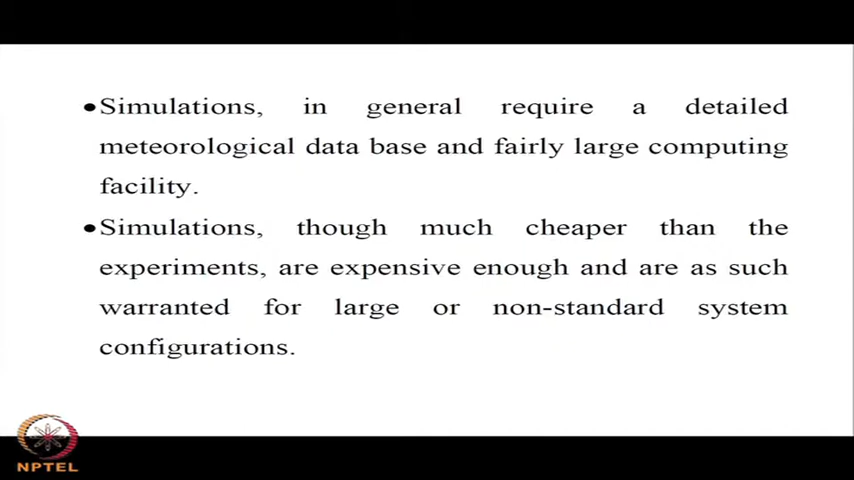 •Simulations, in general require a detailed
meteorological data base and fairly large computing
facility.
•Simulations, though much cheaper than the
experiments, are expensive enough and are as such
warranted for large or non-standard system
configurations.
NPTEL